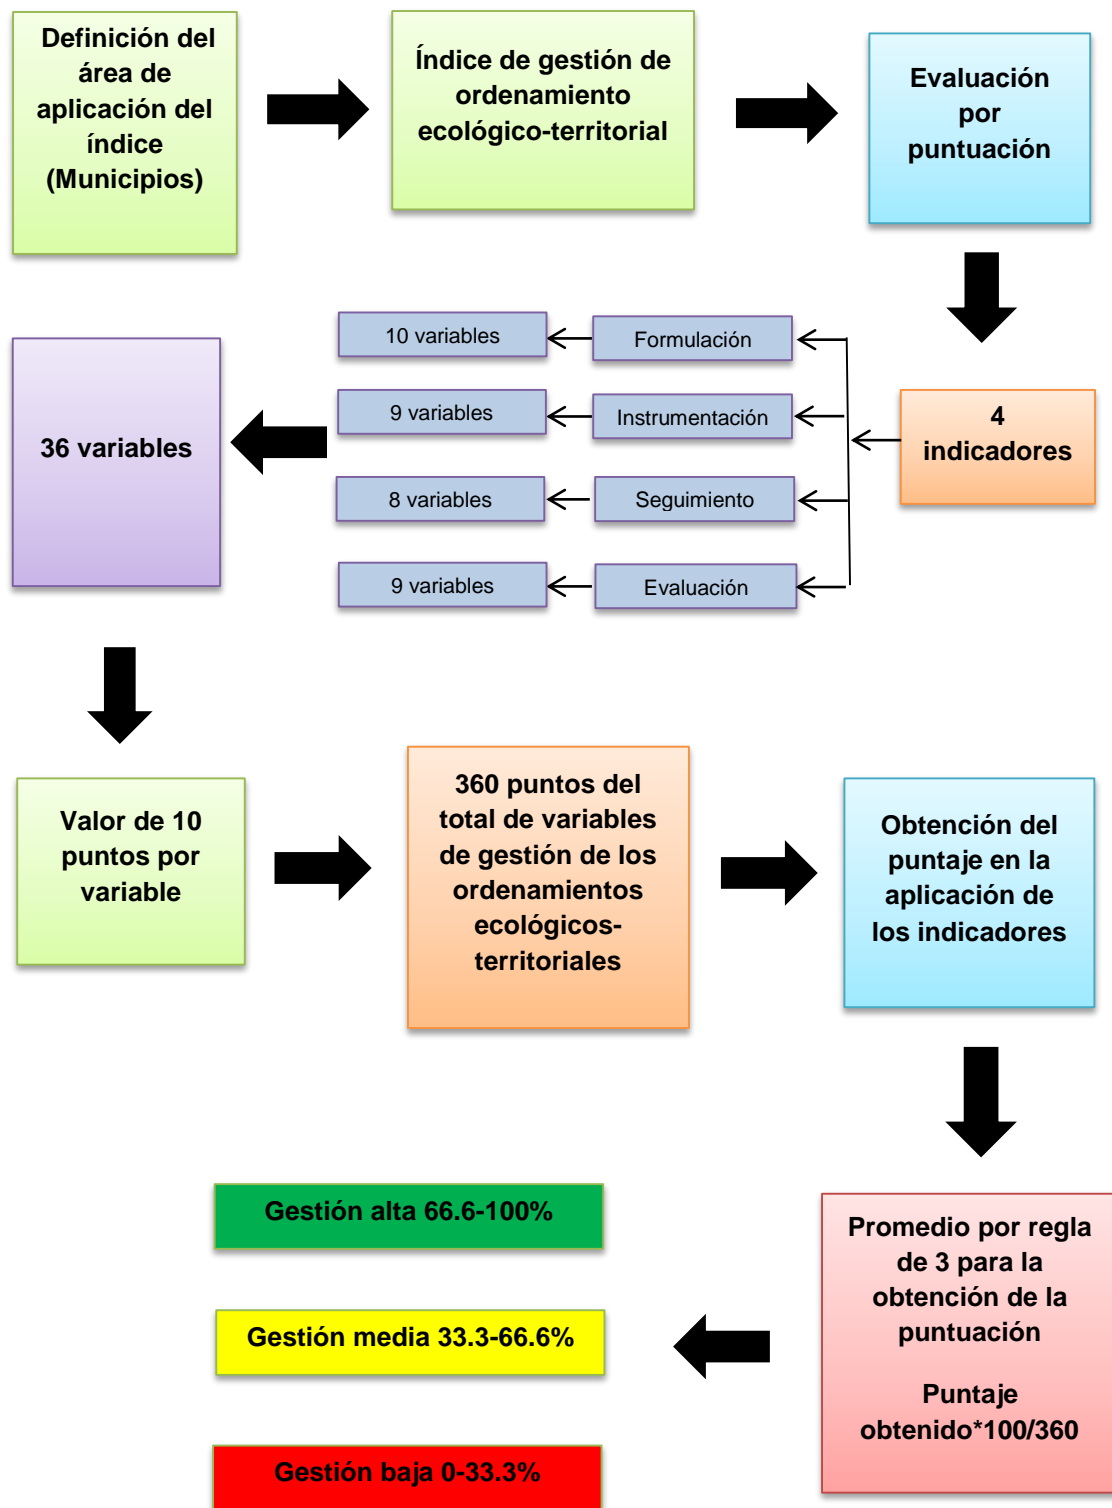 Definición del
área de
aplicación del
índice
(Municipios)
Índice de gestión de
ordenamiento
ecológico-territorial
Evaluación
por
puntuación
4
indicadores
Formulación
10 variables
Instrumentación
9 variables
Seguimiento
8 variables
Evaluación
9 variables
36 variables
Valor de 10
puntos por
variable
360 puntos del
total de variables
de gestión de los
ordenamientos
ecológicos-
territoriales
Obtención del
puntaje en la
aplicación de
los indicadores
Promedio por regla
de 3 para la
obtención de la
puntuación
Puntaje
obtenido*100/360
Gestión alta 66.6-100%
Gestión media 33.3-66.6%
Gestión baja 0-33.3%